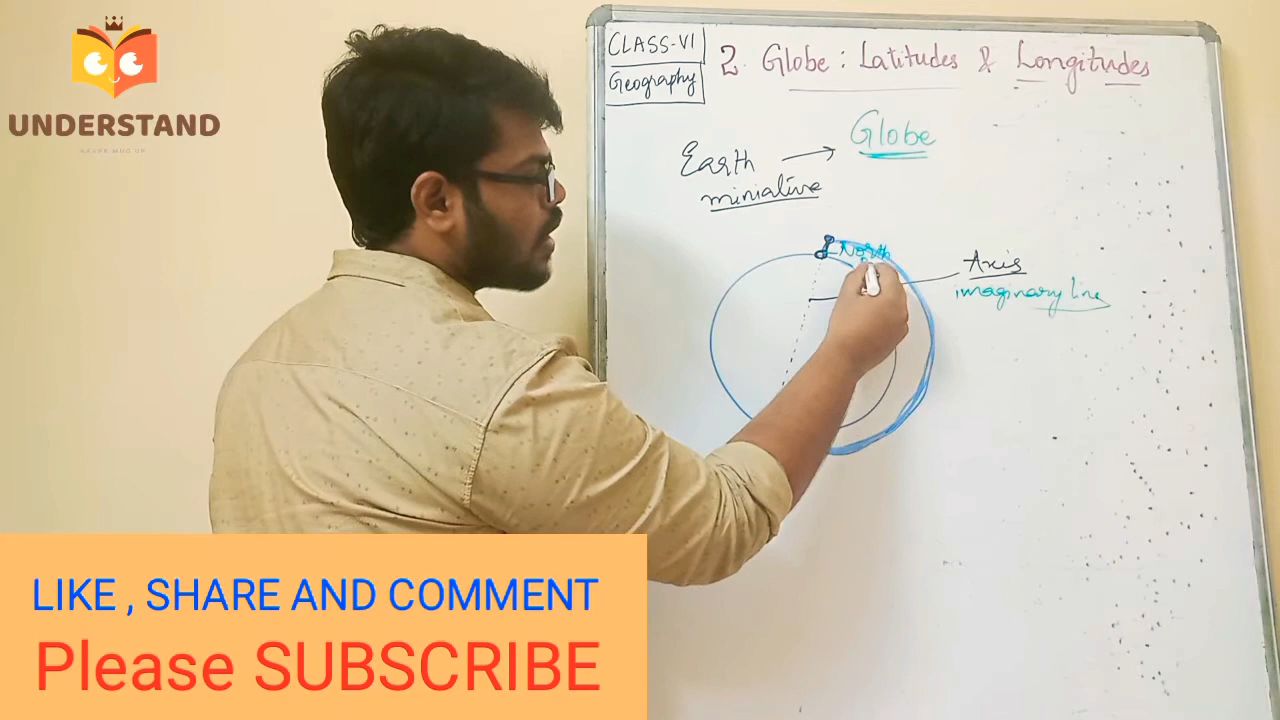 UNDERSTAND
CLASS-VI
Geography
2. Globe : Latitudes & Longitudes
Globe
Earth
miniative
North
Axis
imaginary line
LIKE , SHARE AND COMMENT
Please SUBSCRIBE